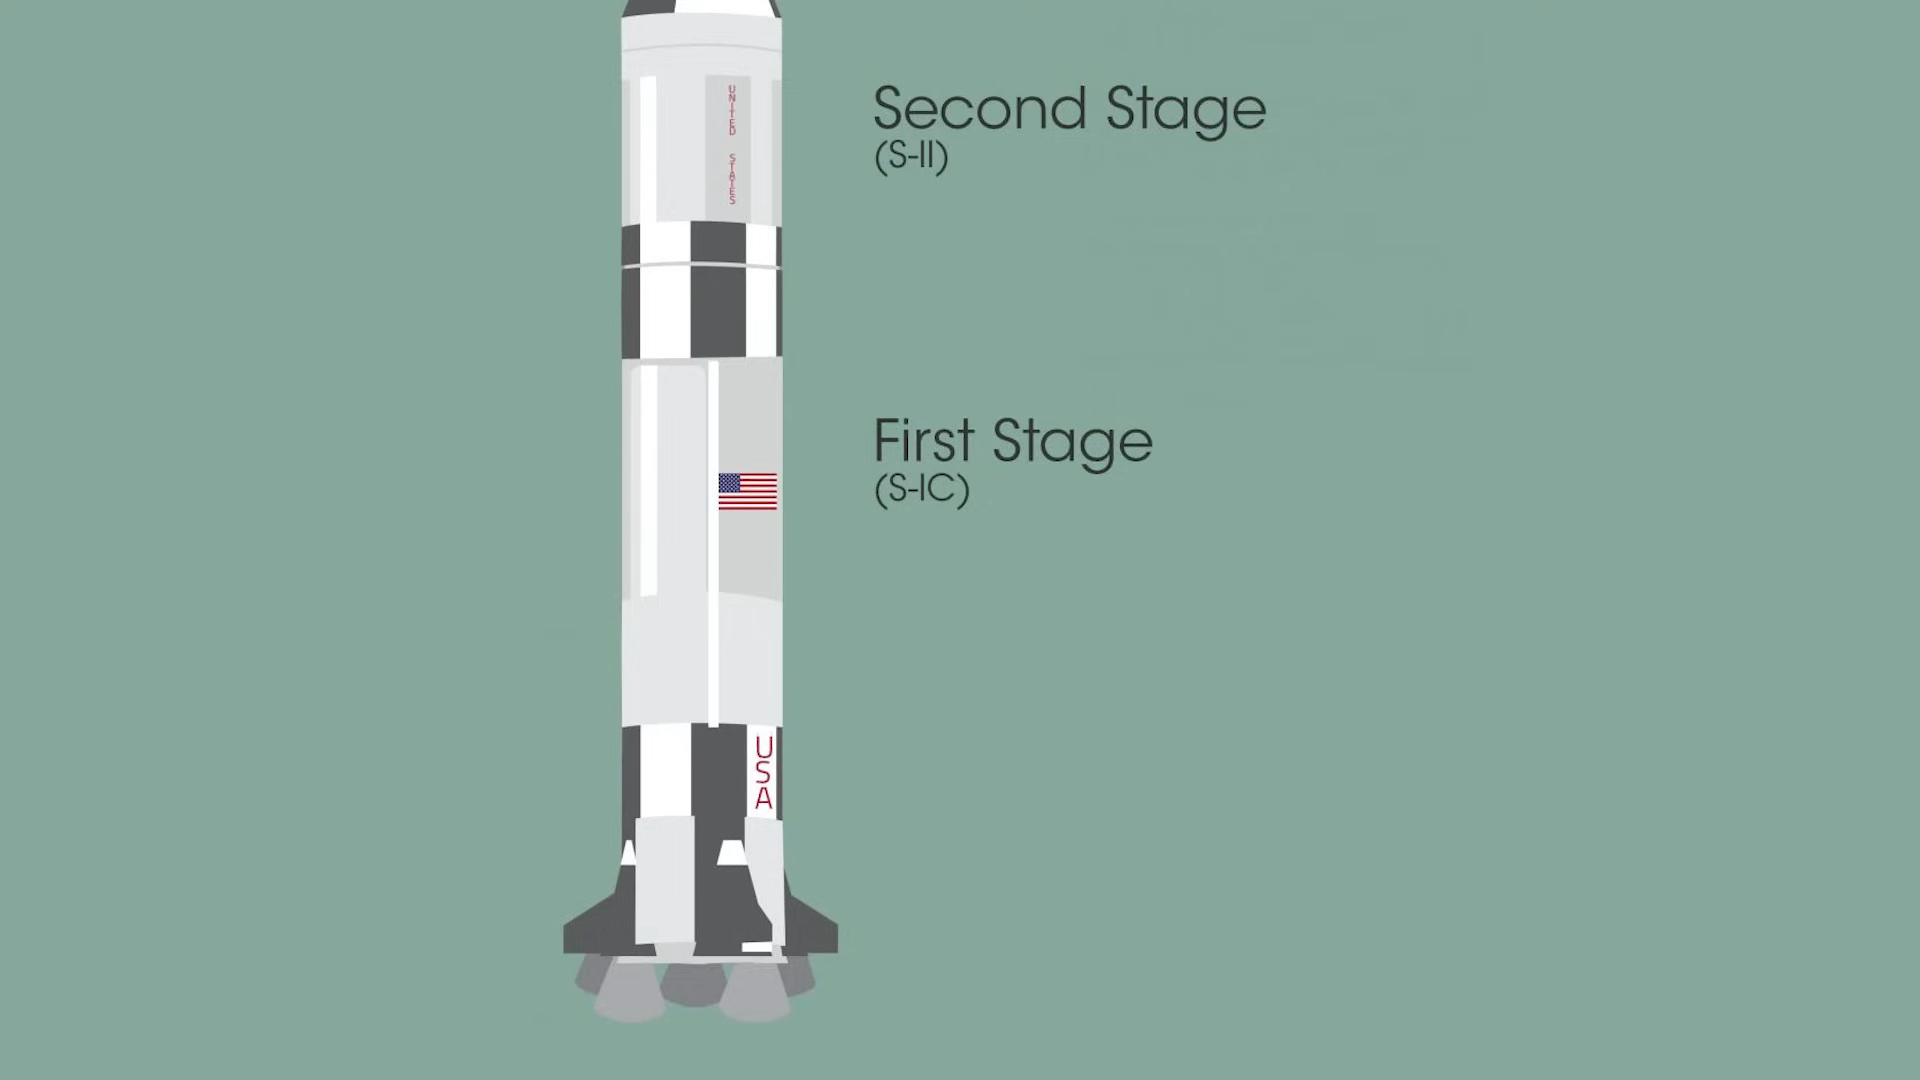 UNITED STATES
Second Stage
(S-II)
First Stage
(S-IC)
USA